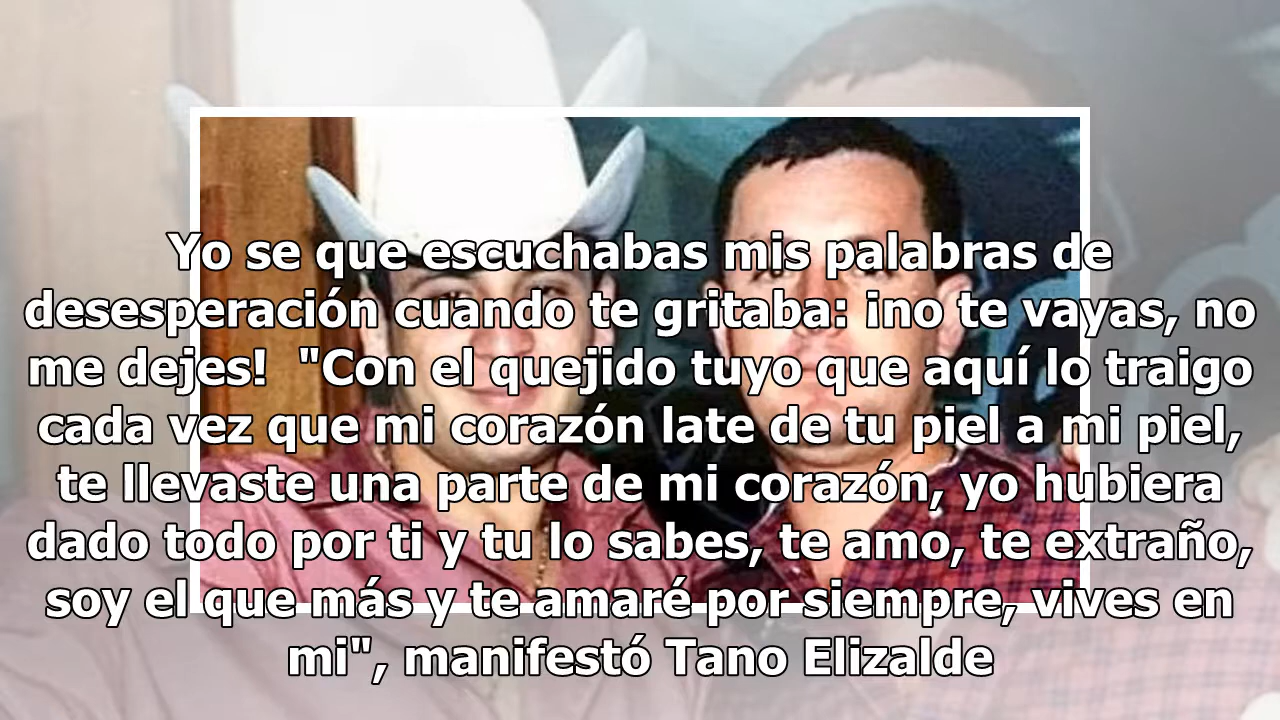 Yo se que escuchabas mis palabras de
desesperación cuando te gritaba: ¡no te vayas, no
me dejes!  "Con el quejido tuyo que aquí lo traigo
cada vez que mi corazón late de tu piel a mi piel,
te llevaste una parte de mi corazón, yo hubiera
dado todo por ti y tu lo sabes, te amo, te extraño,
soy el que más y te amaré por siempre, vives en
mi", manifestó Tano Elizalde